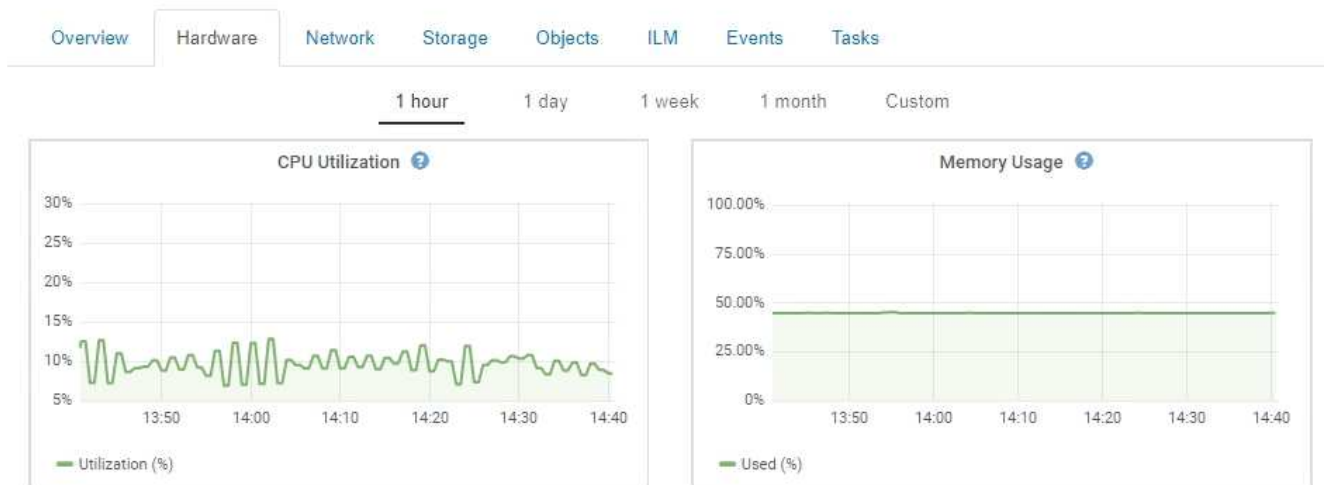 Overview Hardware Network Storage Objects ILM Events Tasks
1 hour 1 day 1 week 1 month Custom
CPU Utilization ?
30%
25%
20%
15%
10%
5%
13:50 14:00 14:10 14:20 14:30 14:40
Utilization (%)
Memory Usage ?
100.00%
75.00%
50.00%
25.00%
0%
13:50 14:00 14:10 14:20 14:30 14:40
Used (%)